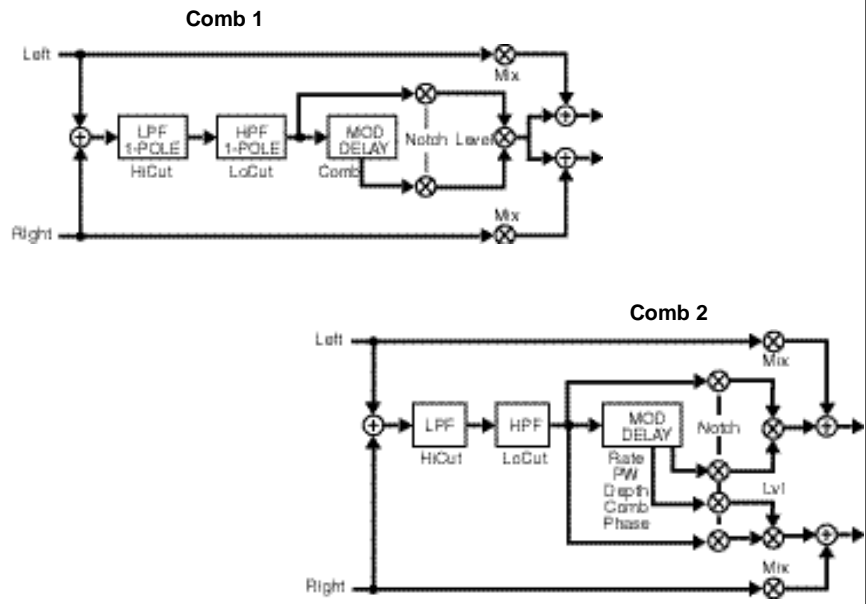 Comb 1
Left
Mix
LPF
1-POLE
HPF
1-POLE
MOD
DELAY
Notch
Level
HiCut
LoCut
Comb
Mix
Right
Comb 2
Left
Mix
LPF
HPF
MOD
DELAY
Notch
HiCut
LoCut
Rate
PW
Depth
Comb
Phase
Lvl
Mix
Right